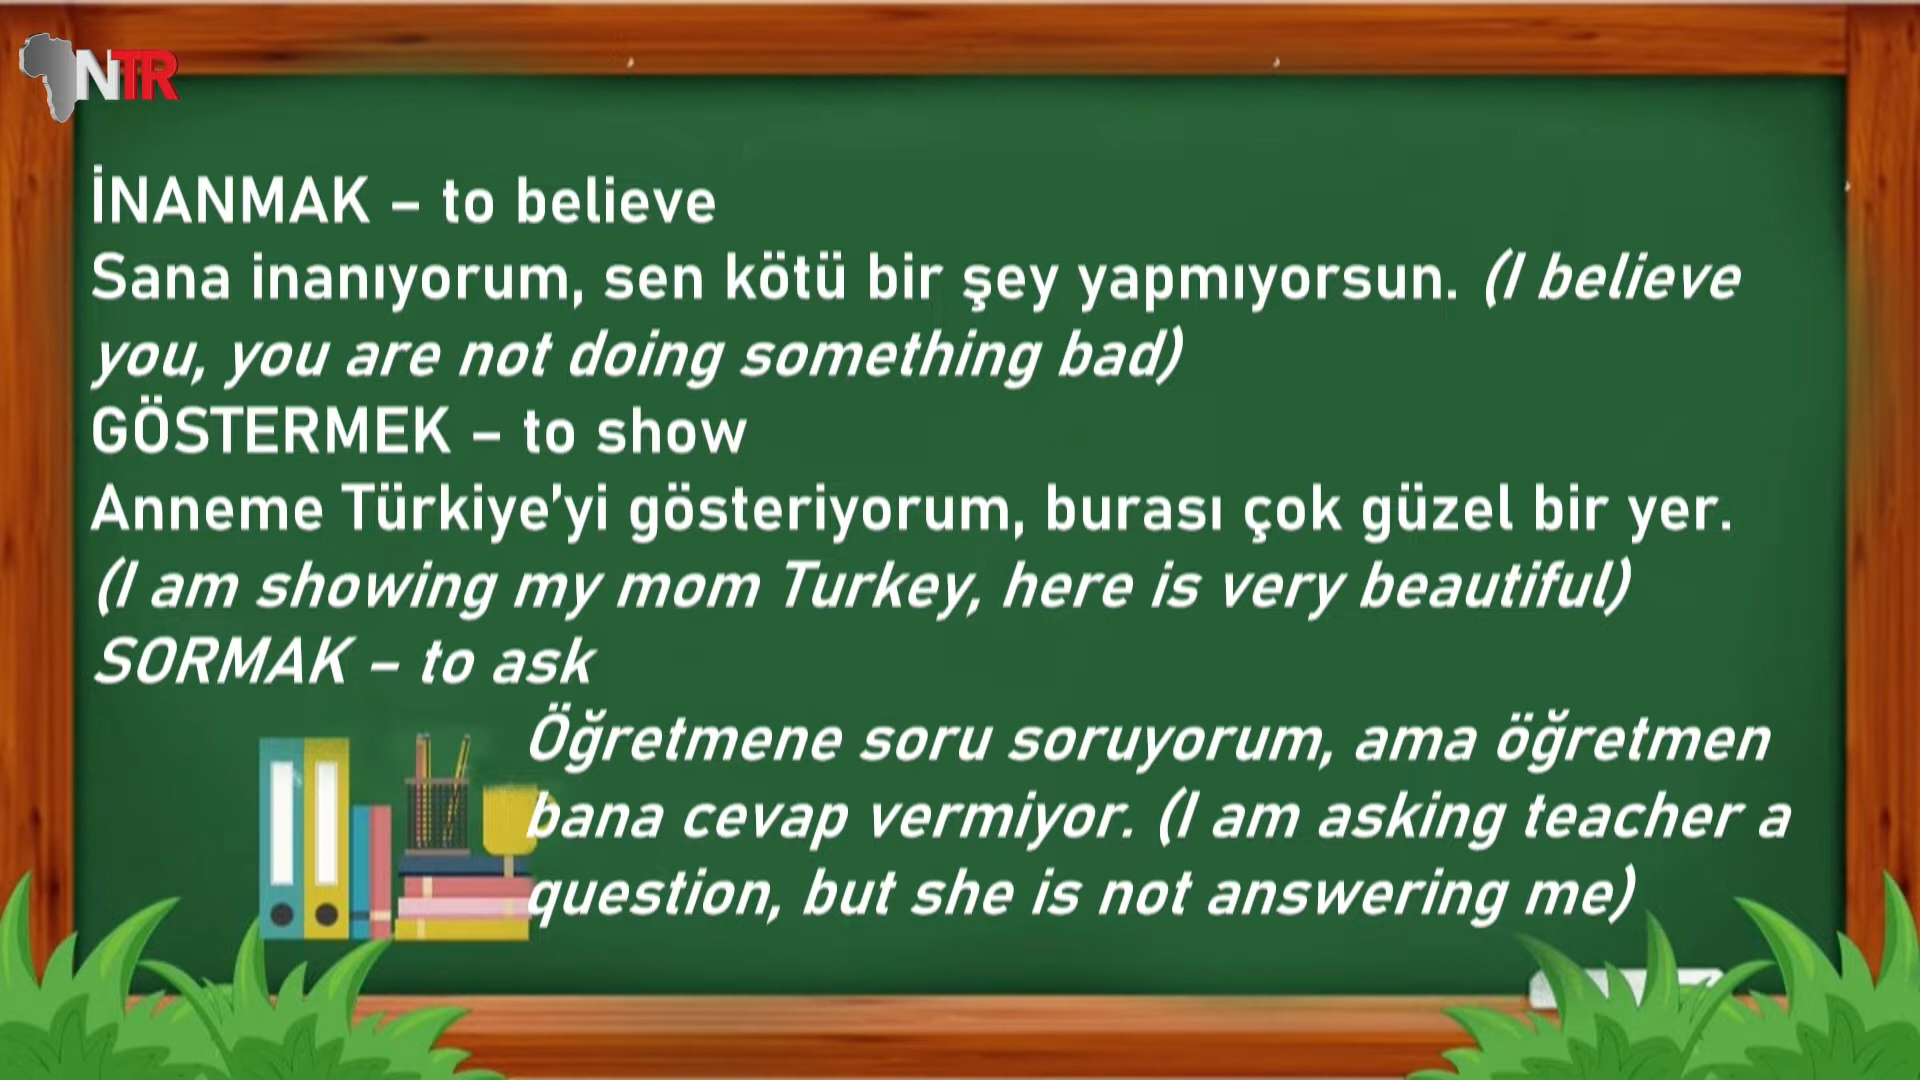 NTR
İNANMAK – to believe
Sana inanıyorum, sen kötü bir şey yapmıyorsun. (I believe
you, you are not doing something bad)
GÖSTERMEK – to show
Anneme Türkiye'yi gösteriyorum, burası çok güzel bir yer.
(I am showing my mom Turkey, here is very beautiful)
SORMAK – to ask
Öğretmene soru soruyorum, ama öğretmen
bana cevap vermiyor. (I am asking teacher a
question, but she is not answering me)